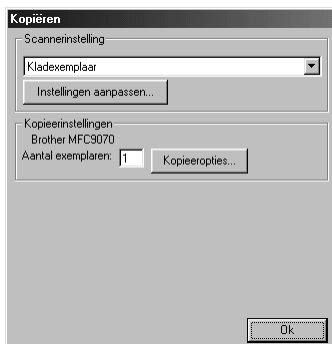 Kopiëren
Scannerinstelling
Kladexemplaar
Instellingen aanpassen...
Kopieerinstellingen
Brother MFC9070
Aantal exemplaren: 1 Kopieeropties...
Ok